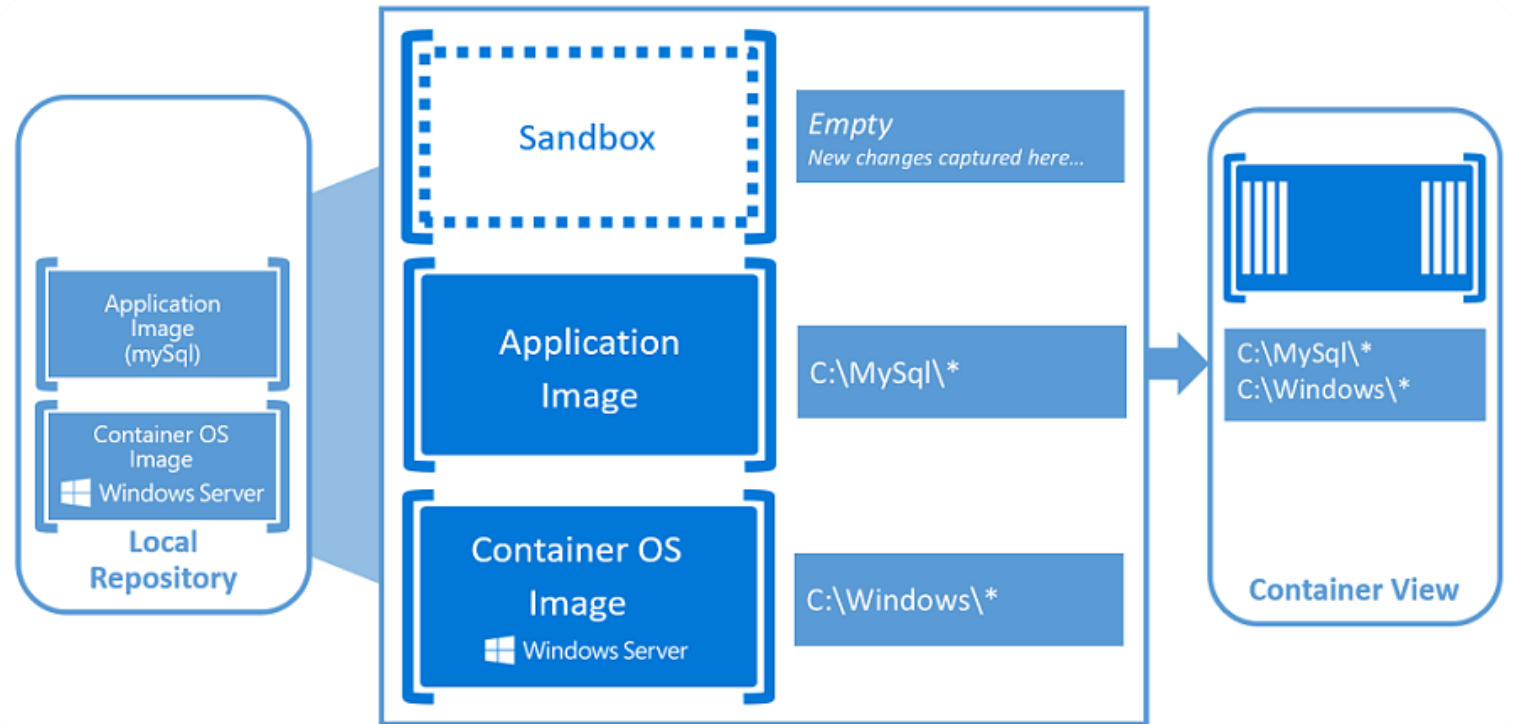 Application
Image
(mySql)
Container OS
Image
Windows Server
Local
Repository
Sandbox
Empty
New changes captured here...
Application
Image
C:\MySql\*
Container OS
Image
Windows Server
C:\Windows\*
C:\MySql\*
C:\Windows\*
Container View